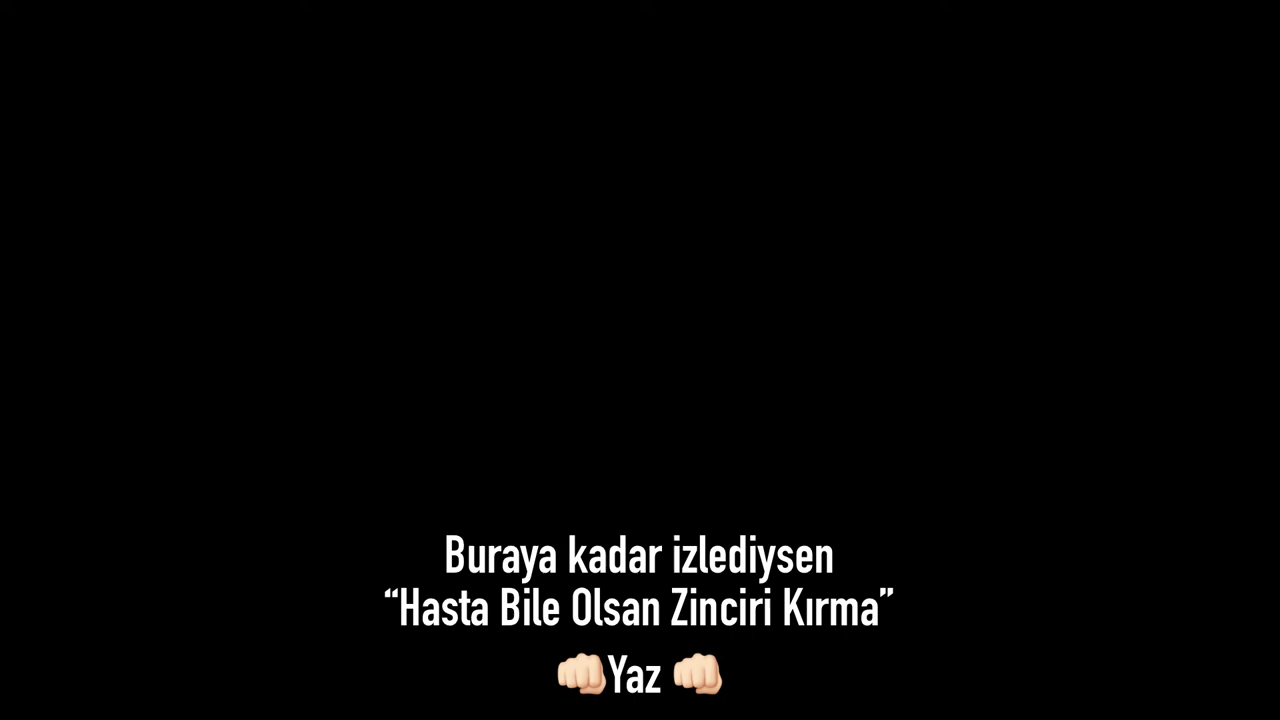 Buraya kadar izlediysen
“Hasta Bile Olsan Zinciri Kırma”
👊🏻Yaz 👊🏻